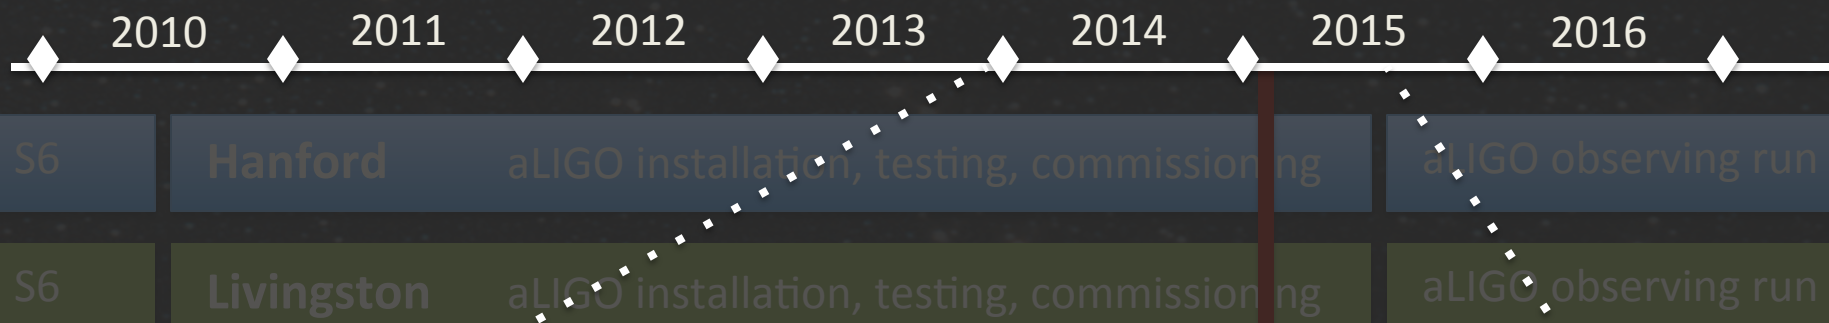 2010 2011 2012 2013 2014 2015 2016
S6 Hanford aLIGO installation, testing, commissioning aLIGO observing run
S6 Livingston aLIGO installation, testing, commissioning aLIGO observing run